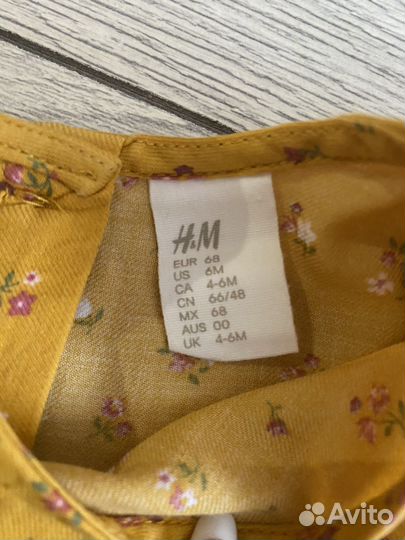 H&M
EUR 68
US 6M
CA 4-6M
CN 66/48
MX 68
AUS 00
UK 4-6M
Avito